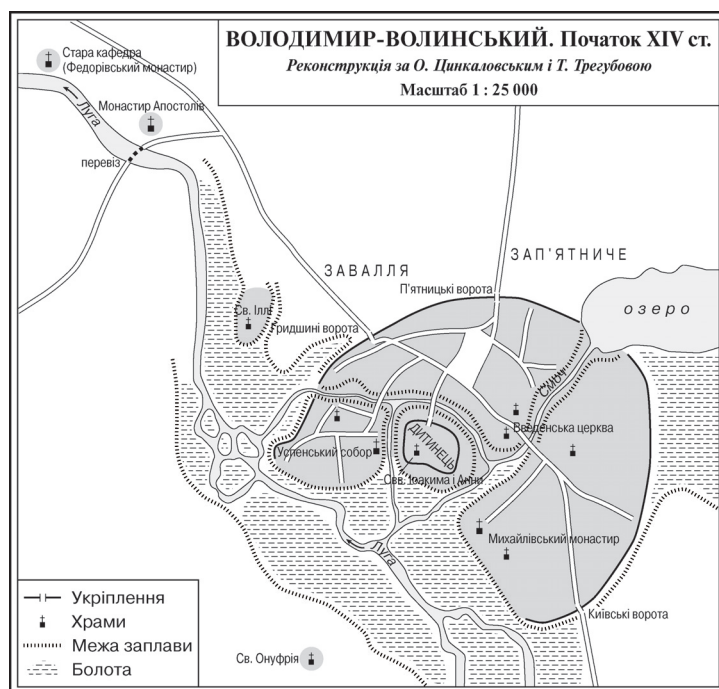 ВОЛОДИМИР-ВОЛИНСЬКИЙ. Початок XIV ст.
Реконструкція за О. Цинкаловським і Т. Трегубовою
Масштаб 1 : 25 000
Стара кафедра
(Федорівський монастир)
Луга
Монастир Апостолів
перевіз
ЗАВАЛЛЯ
ЗАП'ЯТНИЧЕ
П'ятницькі ворота
озеро
Св. Іллі
Гридшині ворота
СМОЧ
Введенська церква
ДИТИНЕЦЬ
Успенський собор
Свв. Іоакима і Анни
Михайлівський монастир
Луга
Київські ворота
Св. Онуфрія
Укріплення
Храми
Межа заплави
Болота